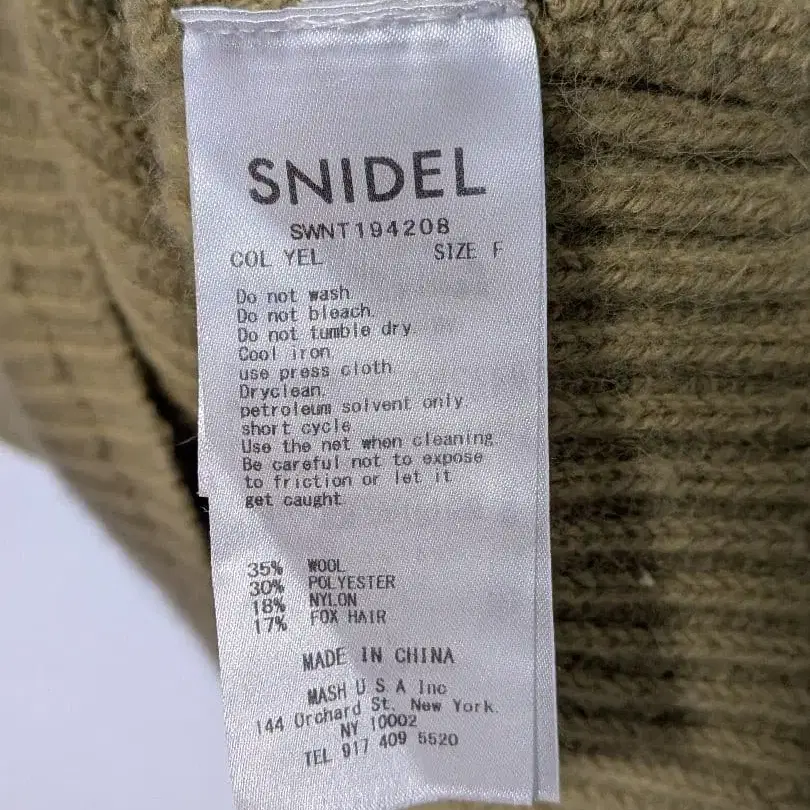 SNIDEL
SWNT194208
COL YEL SIZE F
Do not wash
Do not bleach.
Do not tumble dry
Cool iron
use press cloth
Dryclean.
petroleum solvent only
short cycle
Use the net when cleaning
Be careful not to expose
to friction or let it
get caught
35% WOOL
30% POLYESTER
18% NYLON
17% FOX HAIR
MADE IN CHINA
MASH U S A Inc
144 Orchard St. New York.
NY 10002
TEL 917 409 5520